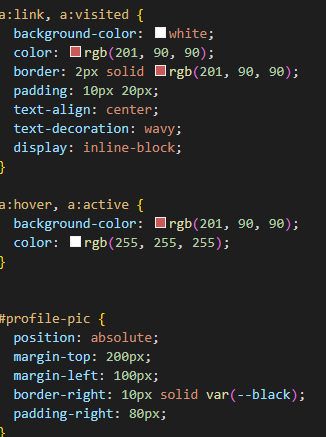 a:link, a:visited {
background-color: white;
color: rgb(201, 90, 90);
border: 2px solid rgb(201, 90, 90);
padding: 10px 20px;
text-align: center;
text-decoration: wavy;
display: inline-block;
}
a:hover, a:active {
background-color: rgb(201, 90, 90);
color: rgb(255, 255, 255);
}
#profile-pic {
position: absolute;
margin-top: 200px;
margin-left: 100px;
border-right: 10px solid var(--black);
padding-right: 80px;
}